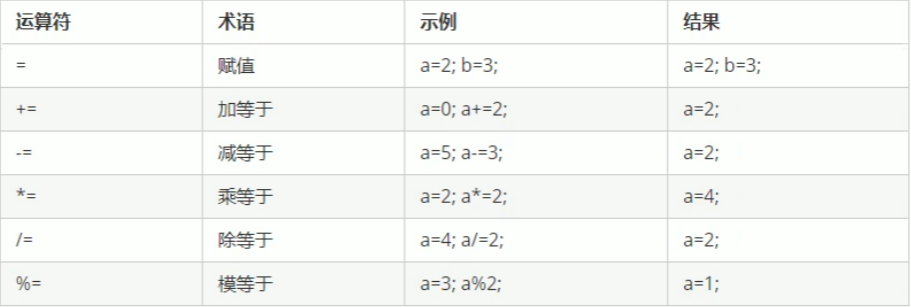 运算符 术语 示例 结果
= 赋值 a=2; b=3; a=2; b=3;
+= 加等于 a=0; a+=2; a=2;
-= 减等于 a=5; a-=3; a=2;
*= 乘等于 a=2; a*=2; a=4;
/= 除等于 a=4; a/=2; a=2;
%= 模等于 a=3; a%2; a=1;